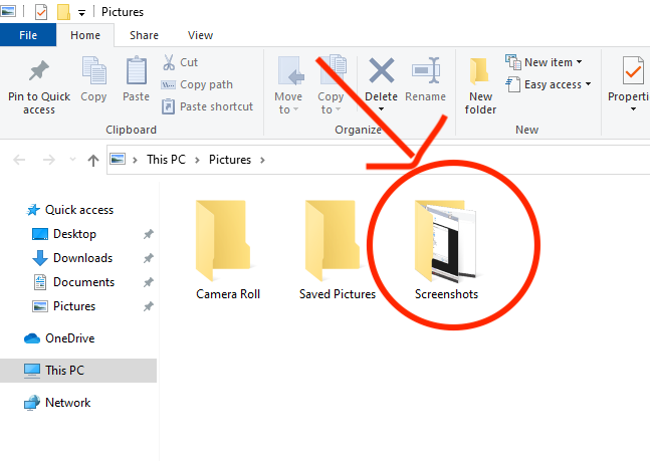 Pictures
File Home Share View
Pin to Quick access
Copy
Paste
Cut
Copy path
Paste shortcut
Clipboard
Move to
Copy to
Delete
Rename
Organize
New folder
New item
Easy access
New
Properti
This PC > Pictures >
Quick access
Desktop
Downloads
Documents
Pictures
OneDrive
This PC
Network
Camera Roll
Saved Pictures
Screenshots